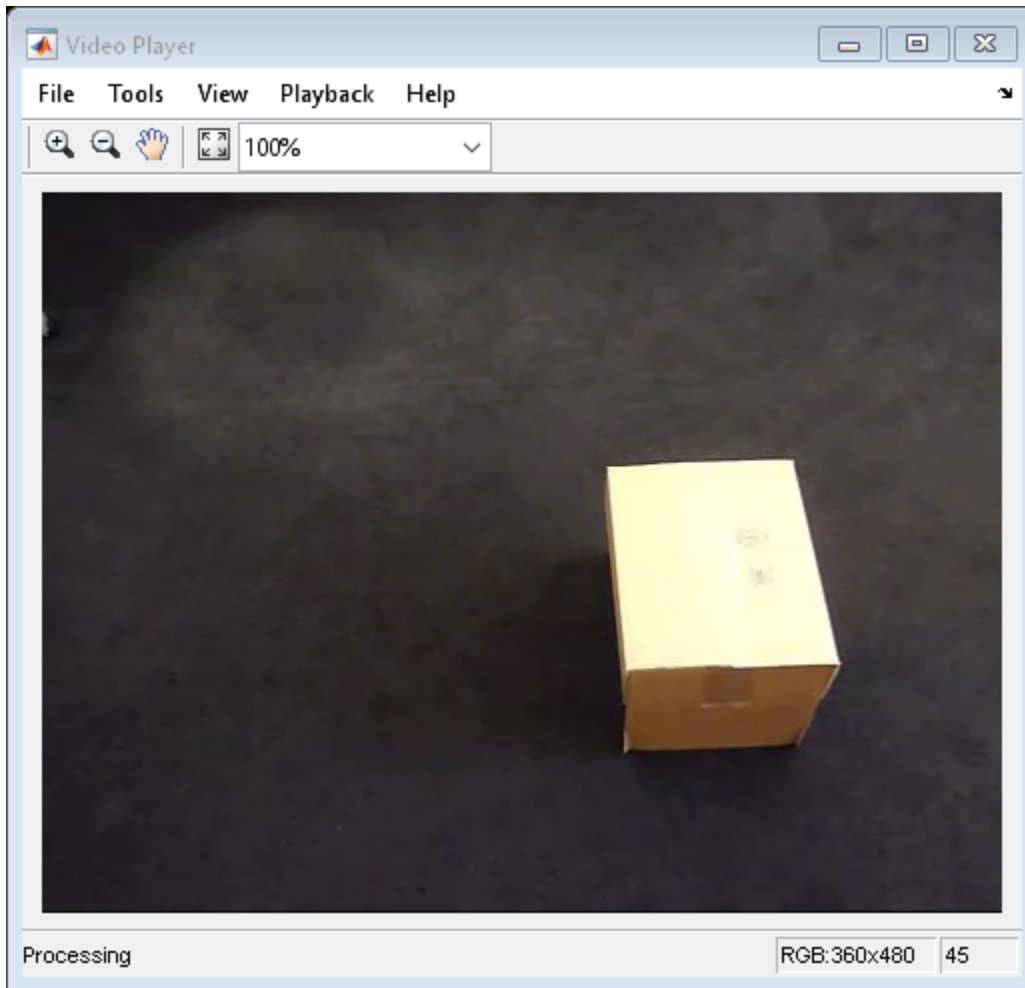 Video Player
File Tools View Playback Help
100%
Processing
RGB:360x480
45